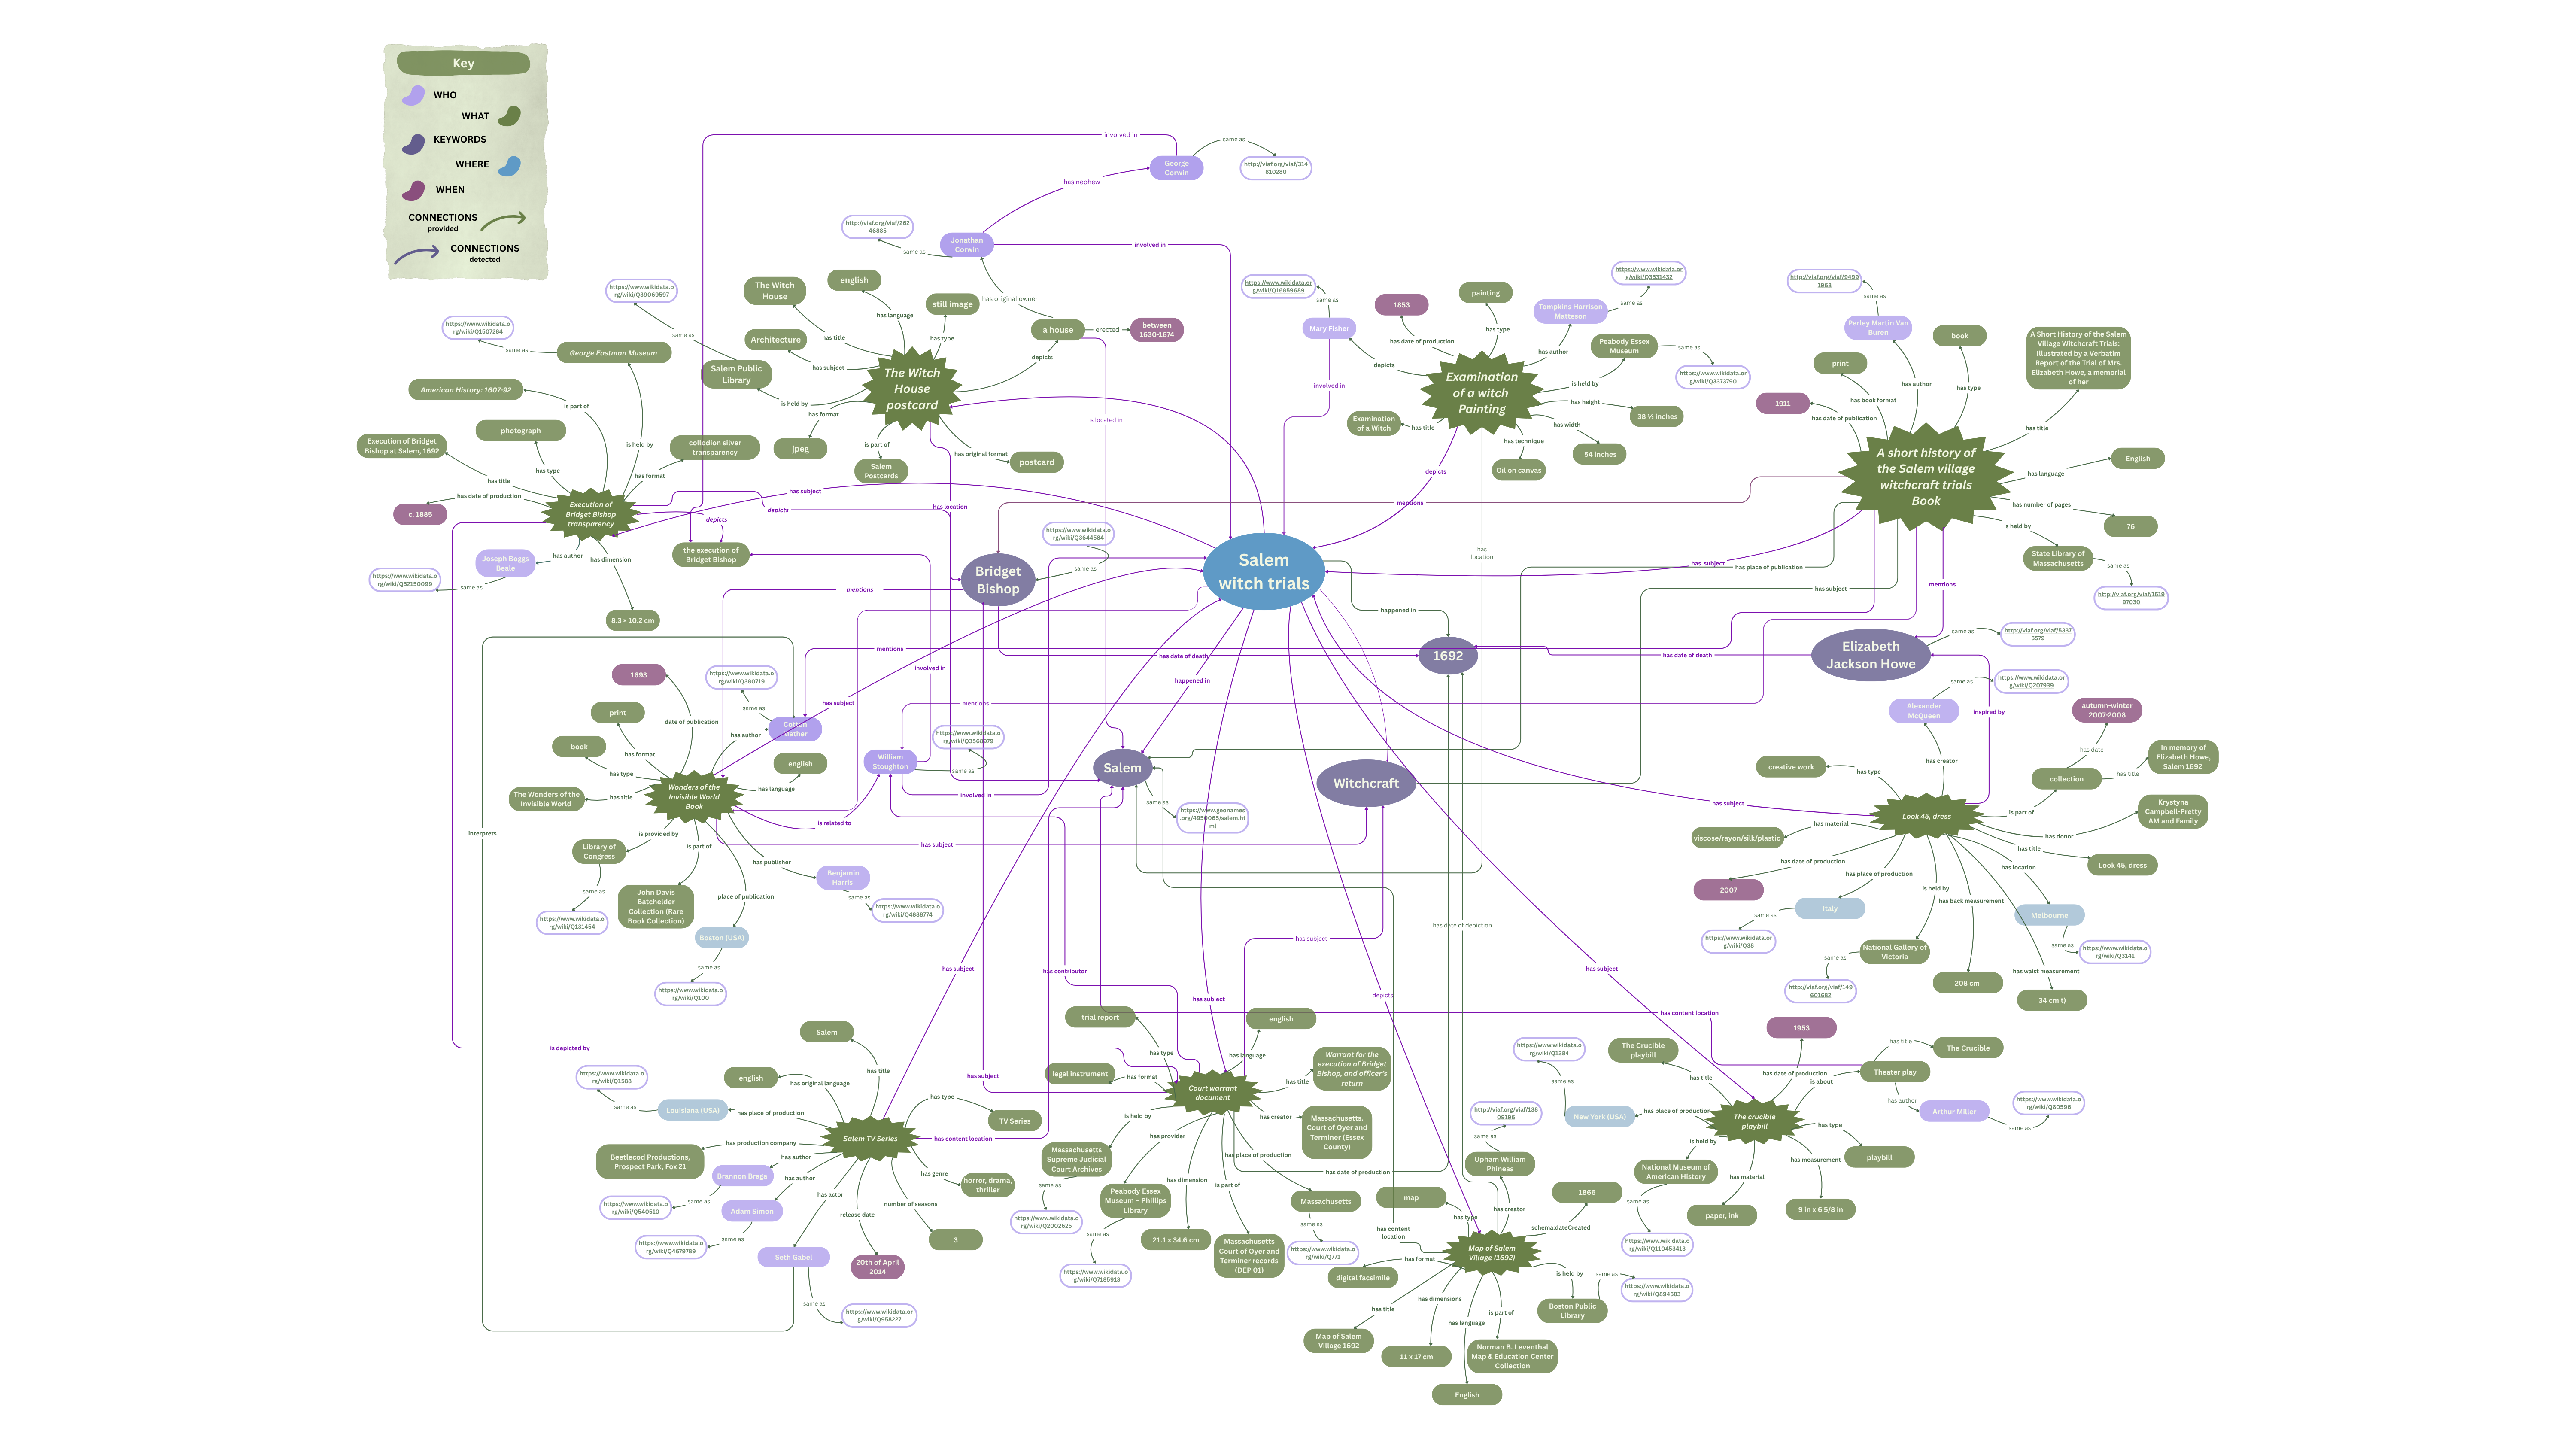 Key
WHO
WHAT
KEYWORDS
WHERE
WHEN
CONNECTIONS
provided
CONNECTIONS
detected
involved in
George
Corwin
same as
http://viaf.org/viaf/314
810280
has nephew
http://viaf.org/viaf/262
46885
same as
Jonathan
Corwin
involved in
has original owner
The Witch
House
english
still image
has language
has title
has type
a house
erected
between
1630-1674
depicts
Architecture
has subject
Salem Public
Library
is held by
same as
https://www.wikidata.o
rg/wiki/Q39069597
The Witch
House
postcard
has format
jpeg
is part of
Salem
Postcards
has original format
postcard
is located in
has location
https://www.wikidata.o
rg/wiki/Q1507284
same as
George Eastman Museum
American History: 1607-92
is part of
is held by
photograph
has type
collodion silver
transparency
has format
Execution of Bridget
Bishop at Salem, 1692
has title
has date of production
c. 1885
Execution of
Bridget Bishop
transparency
has subject
depicts
depicts
the execution of
Bridget Bishop
has author
Joseph Boggs
Beale
https://www.wikidata.o
rg/wiki/Q52150099
same as
has dimension
8.3 × 10.2 cm
https://www.wikidata.or
g/wiki/Q16859689
same as
Mary Fisher
involved in
1853
has date of production
depicts
painting
has type
Tompkins Harrison
Matteson
has author
https://www.wikidata.or
g/wiki/Q3531432
same as
Peabody Essex
Museum
is held by
same as
https://www.wikidata.or
g/wiki/Q3373790
Examination
of a witch
Painting
has height
38 ½ inches
has width
54 inches
has technique
Oil on canvas
Examination
of a Witch
has title
depicts
mentions
has
location
http://viaf.org/viaf/9489
1968
same as
Perley Martin Van
Buren
has author
book
has type
print
has book format
1911
has date of publication
A Short History of the Salem
Village Witchcraft Trials:
Illustrated by a Verbatim
Report of the Trial of Mrs.
Elizabeth Howe, a memorial
of her
has title
A short history of
the Salem village
witchcraft trials
Book
has language
English
has number of pages
76
is held by
State Library of
Massachusetts
same as
http://viaf.org/viaf/1519
97030
has subject
has place of publication
has subject
mentions
https://www.wikidata.o
rg/wiki/Q3644584
same as
Bridget
Bishop
Salem
witch trials
happened in
1692
has date of death
has date of death
Elizabeth
Jackson Howe
same as
http://viaf.org/viaf/5337
5579
mentions
mentions
involved in
has subject
happened in
mentions
interprets
1693
date of publication
https://www.wikidata.o
rg/wiki/Q380719
same as
Cotton
Mather
has author
print
has format
book
has type
The Wonders of the
Invisible World
has title
english
has language
Wonders of the
Invisible World
Book
is related to
William
Stoughton
https://www.wikidata.o
rg/wiki/Q3568979
same as
involved in
is provided by
Library of
Congress
same as
https://www.wikidata.o
rg/wiki/Q131454
is part of
John Davis
Batchelder
Collection (Rare
Book Collection)
place of publication
Boston (USA)
same as
https://www.wikidata.o
rg/wiki/Q100
has publisher
Benjamin
Harris
same as
https://www.wikidata.o
rg/wiki/Q4888774
has subject
Salem
same as
https://www.geonames
.org/4950065/salem.ht
ml
Witchcraft
has subject
Alexander
McQueen
same as
https://www.wikidata.or
g/wiki/Q207939
inspired by
autumn-winter
2007-2008
has date
has creator
creative work
has type
collection
is part of
has title
In memory of
Elizabeth Howe,
Salem 1692
Look 45, dress
has donor
Krystyna
Campbell-Pretty
AM and Family
has title
Look 45, dress
has material
viscose/rayon/silk/plastic
has date of production
2007
has place of production
Italy
same as
https://www.wikidata.o
rg/wiki/Q38
is held by
National Gallery of
Victoria
same as
http://viaf.org/viaf/149
601682
has back measurement
208 cm
has location
Melbourne
same as
https://www.wikidata.o
rg/wiki/Q3141
has waist measurement
34 cm t)
has date of depiction
has subject
has subject
has contributor
has subject
has subject
depicts
has content location
is depicted by
has subject
Salem
has title
english
has original language
https://www.wikidata.o
rg/wiki/Q1588
same as
Louisiana (USA)
has place of production
has production company
Beetlecod Productions,
Prospect Park, Fox 21
Salem TV Series
has type
TV Series
has content location
has author
Brannon Braga
same as
https://www.wikidata.o
rg/wiki/Q540510
has author
Adam Simon
same as
https://www.wikidata.o
rg/wiki/Q4679789
has actor
Seth Gabel
same as
https://www.wikidata.or
g/wiki/Q958227
release date
20th of April
2014
number of seasons
3
has genre
horror, drama,
thriller
trial report
has type
english
has language
legal instrument
has format
Warrant for the
execution of Bridget
Bishop, and officer's
return
has title
Court warrant
document
has creator
Massachusetts.
Court of Oyer and
Terminer (Essex
County)
is held by
Massachusetts
Supreme Judicial
Court Archives
same as
https://www.wikidata.o
rg/wiki/Q2002625
has provider
Peabody Essex
Museum – Phillips
Library
same as
https://www.wikidata.o
rg/wiki/Q7185913
has dimension
21.1 x 34.6 cm
is part of
Massachusetts
Court of Oyer and
Terminer records
(DEP 01)
has place of production
Massachusetts
same as
https://www.wikidata.o
rg/wiki/Q771
has date of production
http://viaf.org/viaf/138
09196
same as
Upham William
Phineas
has creator
map
has type
1866
schema:dateCreated
has content
location
Map of Salem
Village (1692)
has format
digital facsimile
has title
Map of Salem
Village 1692
has dimensions
11 x 17 cm
has language
English
is part of
Norman B. Leventhal
Map & Education Center
Collection
is held by
Boston Public
Library
same as
https://www.wikidata.o
rg/wiki/Q894583
https://www.wikidata.o
rg/wiki/Q1384
same as
New York (USA)
has place of production
The Crucible
playbill
has title
1953
has date of production
is about
Theater play
has title
The Crucible
has author
Arthur Miller
same as
https://www.wikidata.o
rg/wiki/Q80596
The crucible
playbill
has type
playbill
is held by
National Museum of
American History
same as
https://www.wikidata.o
rg/wiki/Q110453413
has material
paper, ink
has measurement
9 in x 6 5/8 in